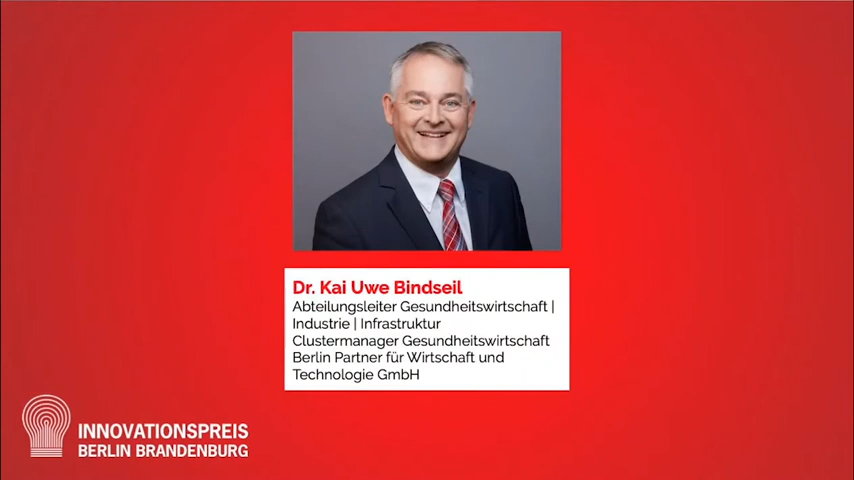 Dr. Kai Uwe Bindseil
Abteilungsleiter Gesundheitswirtschaft |
Industrie | Infrastruktur
Clustermanager Gesundheitswirtschaft
Berlin Partner für Wirtschaft und
Technologie GmbH
INNOVATIONSPREIS
BERLIN BRANDENBURG